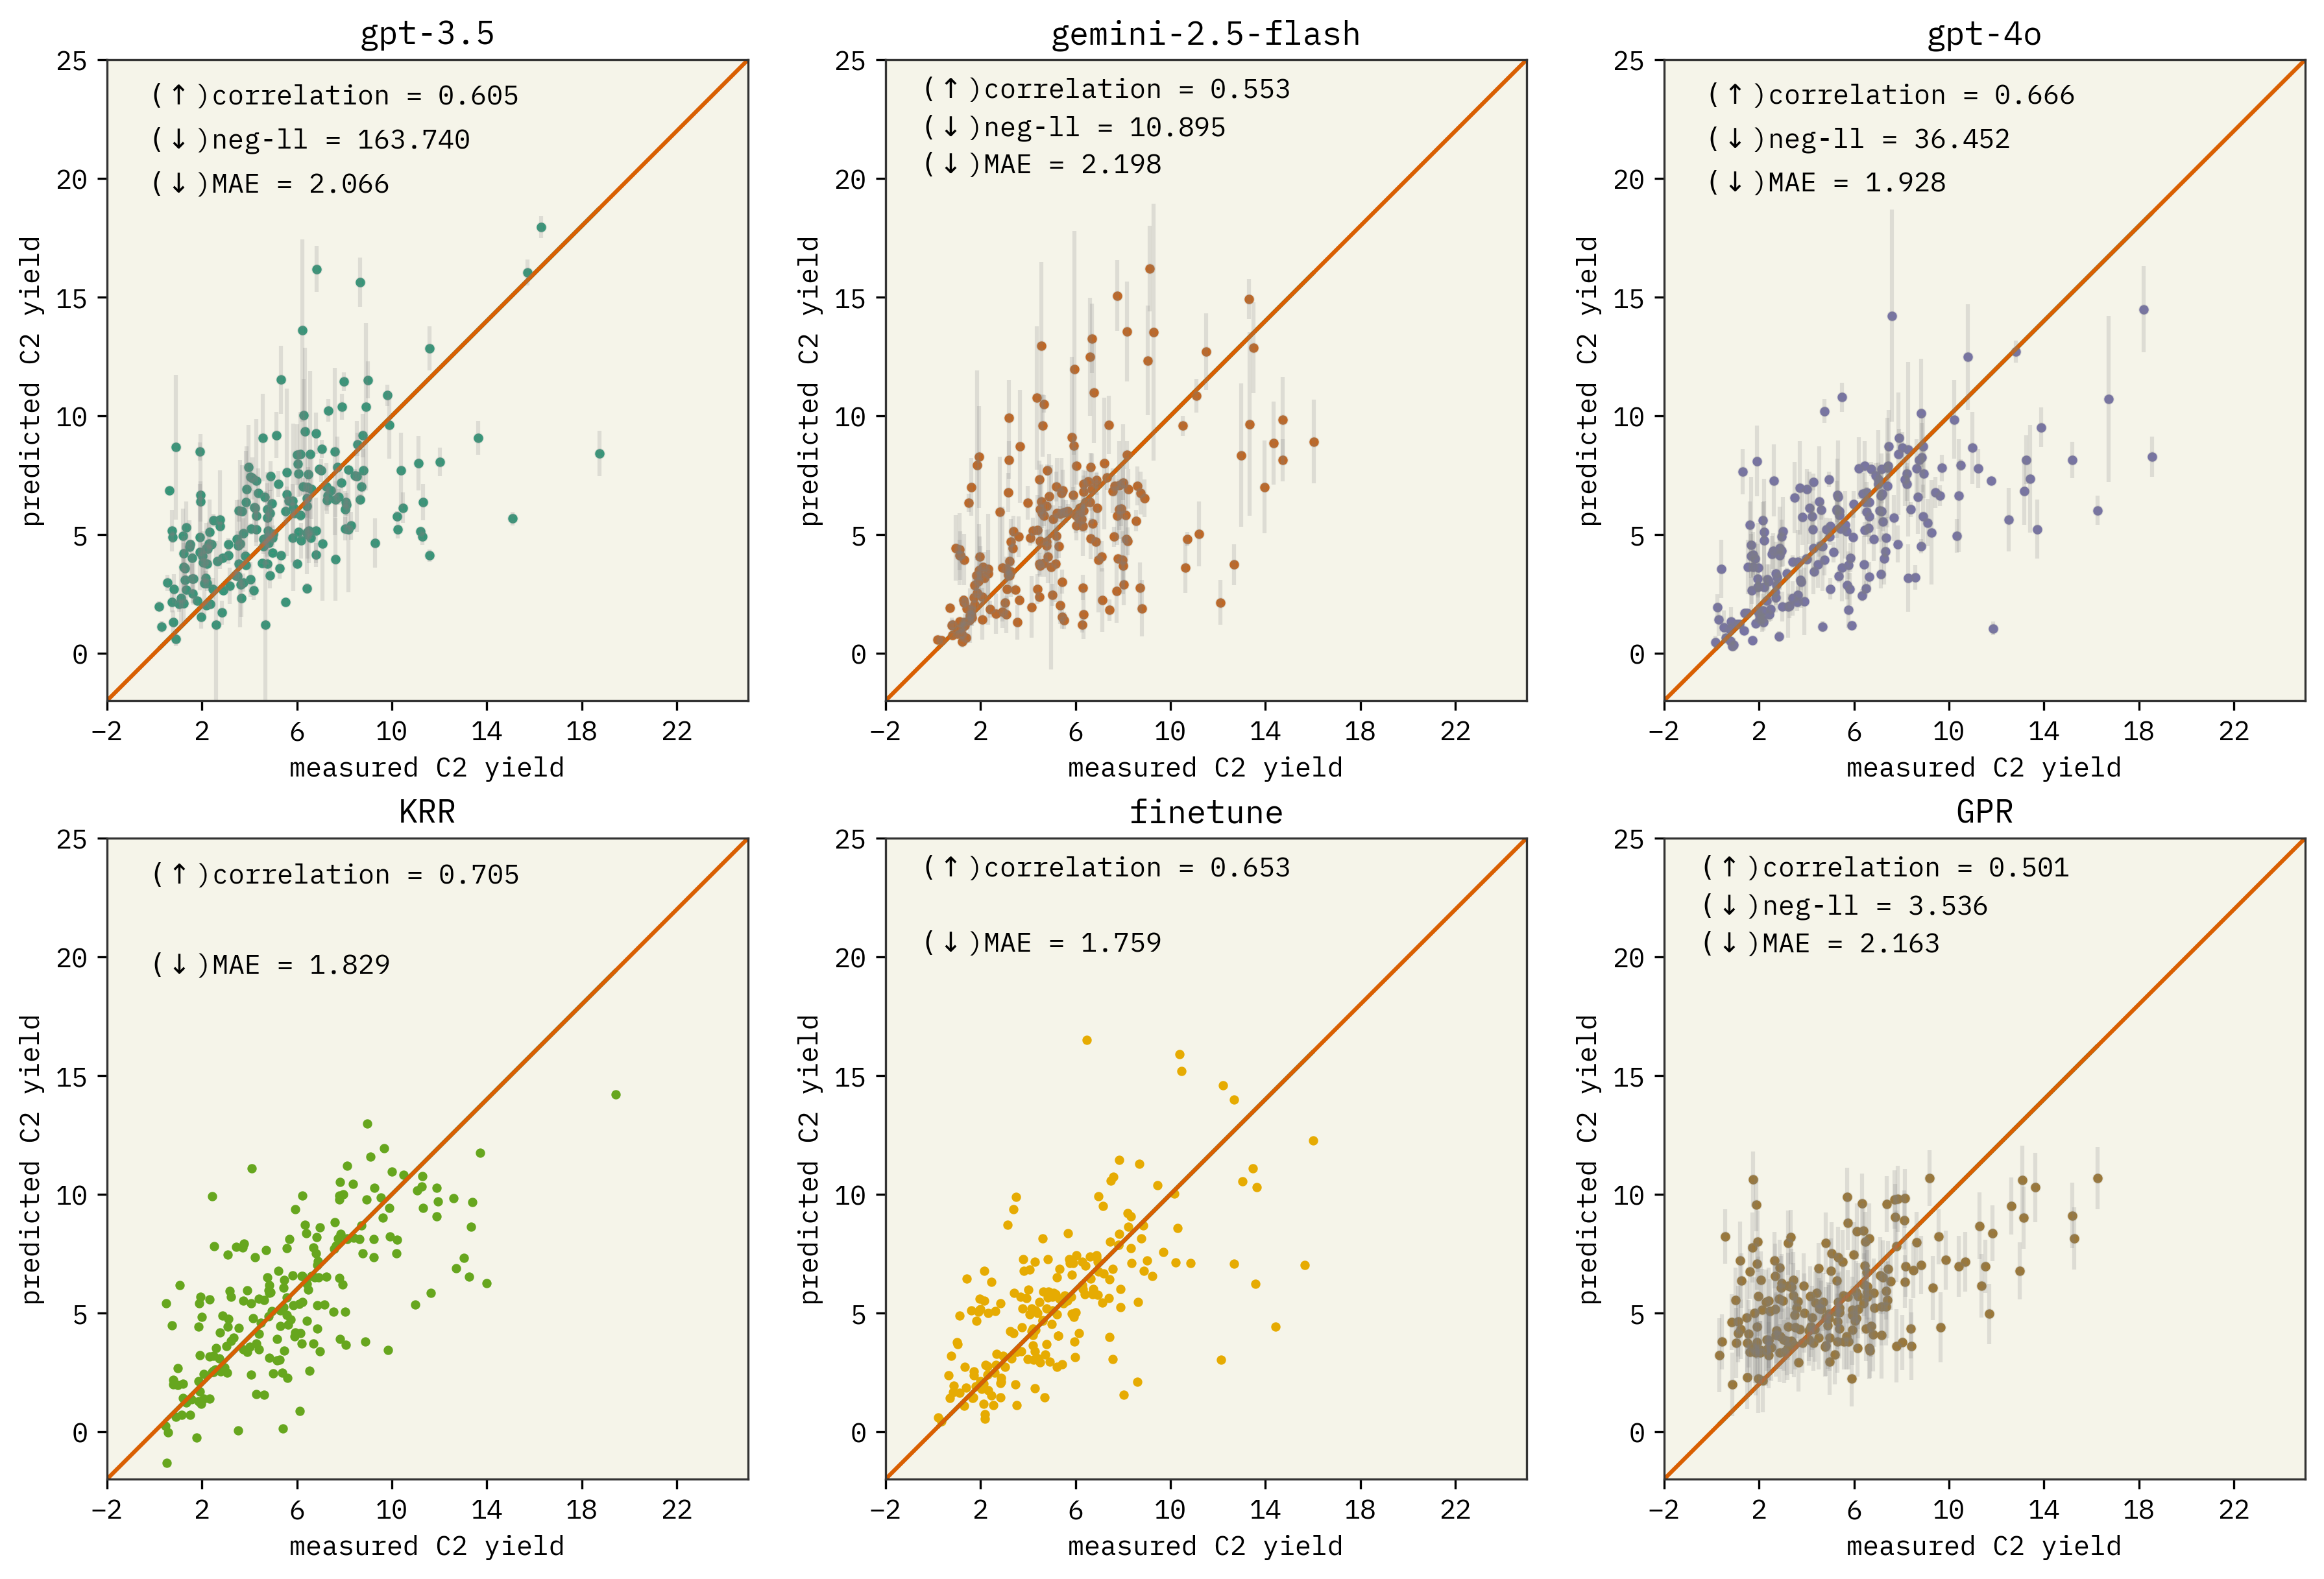 gpt-3.5
(↑)correlation = 0.605
(↓)neg-ll = 163.740
(↓)MAE = 2.066
25
20
15
10
5
0
predicted C2 yield
−2 2 6 10 14 18 22
measured C2 yield
gemini-2.5-flash
(↑)correlation = 0.553
(↓)neg-ll = 10.895
(↓)MAE = 2.198
25
20
15
10
5
0
predicted C2 yield
−2 2 6 10 14 18 22
measured C2 yield
gpt-4o
(↑)correlation = 0.666
(↓)neg-ll = 36.452
(↓)MAE = 1.928
25
20
15
10
5
0
predicted C2 yield
−2 2 6 10 14 18 22
measured C2 yield
KRR
(↑)correlation = 0.705
(↓)MAE = 1.829
25
20
15
10
5
0
predicted C2 yield
−2 2 6 10 14 18 22
measured C2 yield
finetune
(↑)correlation = 0.653
(↓)MAE = 1.759
25
20
15
10
5
0
predicted C2 yield
−2 2 6 10 14 18 22
measured C2 yield
GPR
(↑)correlation = 0.501
(↓)neg-ll = 3.536
(↓)MAE = 2.163
25
20
15
10
5
0
predicted C2 yield
−2 2 6 10 14 18 22
measured C2 yield